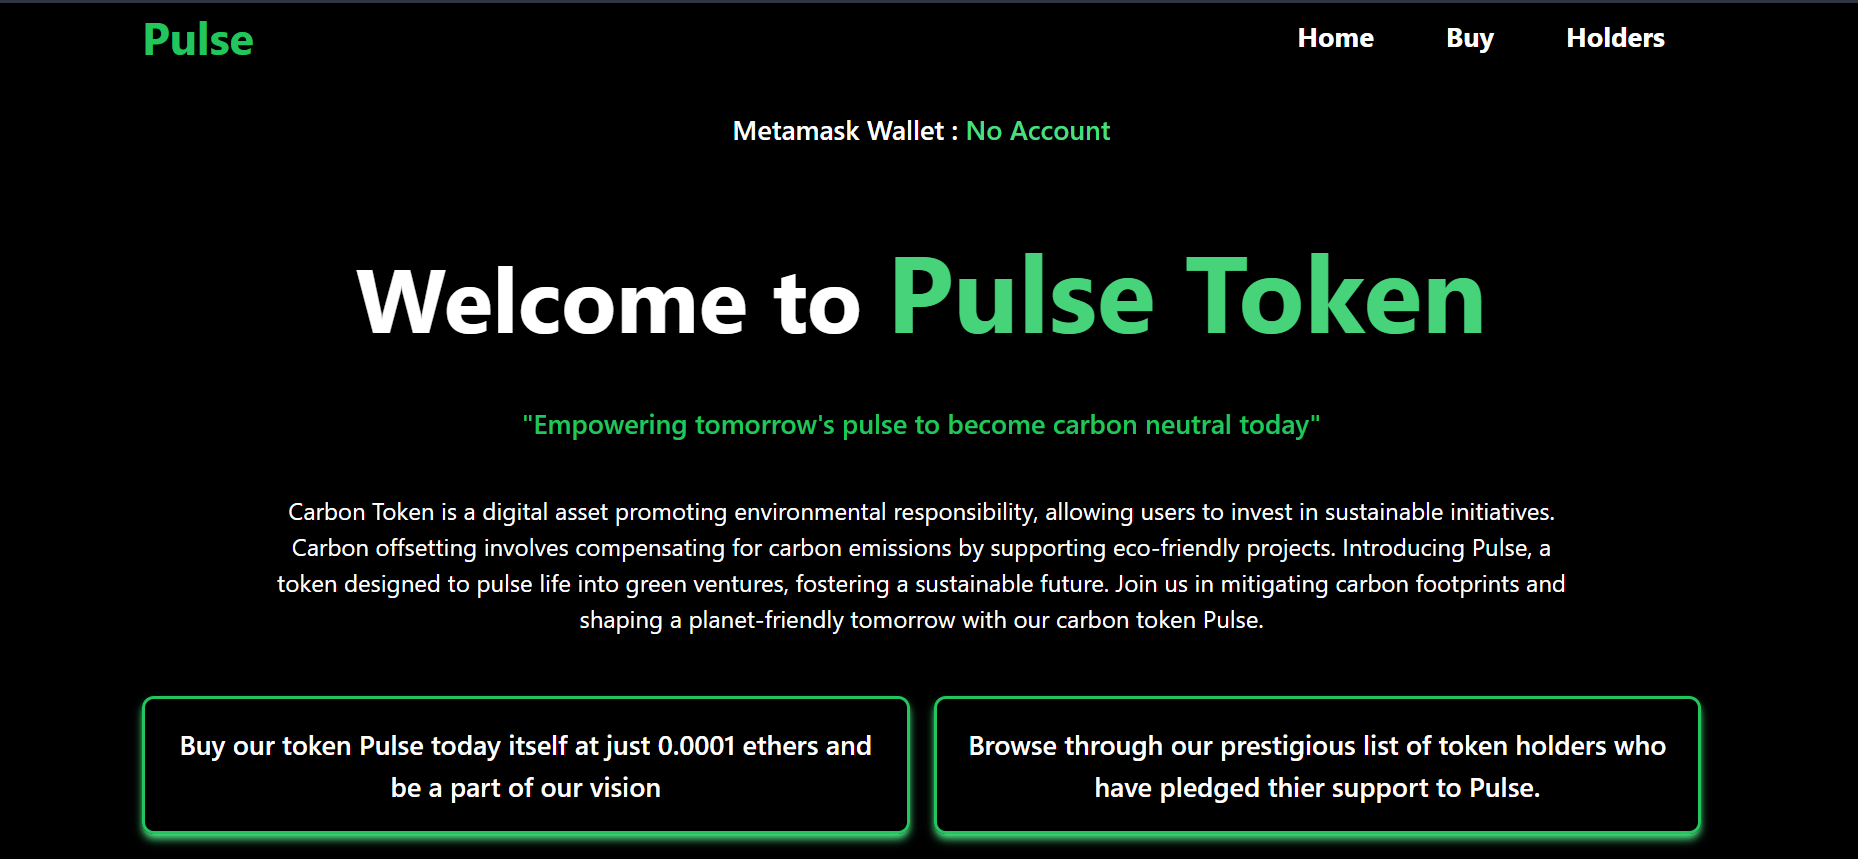 Pulse
Home Buy Holders
Metamask Wallet : No Account
Welcome to Pulse Token
"Empowering tomorrow's pulse to become carbon neutral today"
Carbon Token is a digital asset promoting environmental responsibility, allowing users to invest in sustainable initiatives.
Carbon offsetting involves compensating for carbon emissions by supporting eco-friendly projects. Introducing Pulse, a
token designed to pulse life into green ventures, fostering a sustainable future. Join us in mitigating carbon footprints and
shaping a planet-friendly tomorrow with our carbon token Pulse.
Buy our token Pulse today itself at just 0.0001 ethers and
be a part of our vision
Browse through our prestigious list of token holders who
have pledged thier support to Pulse.